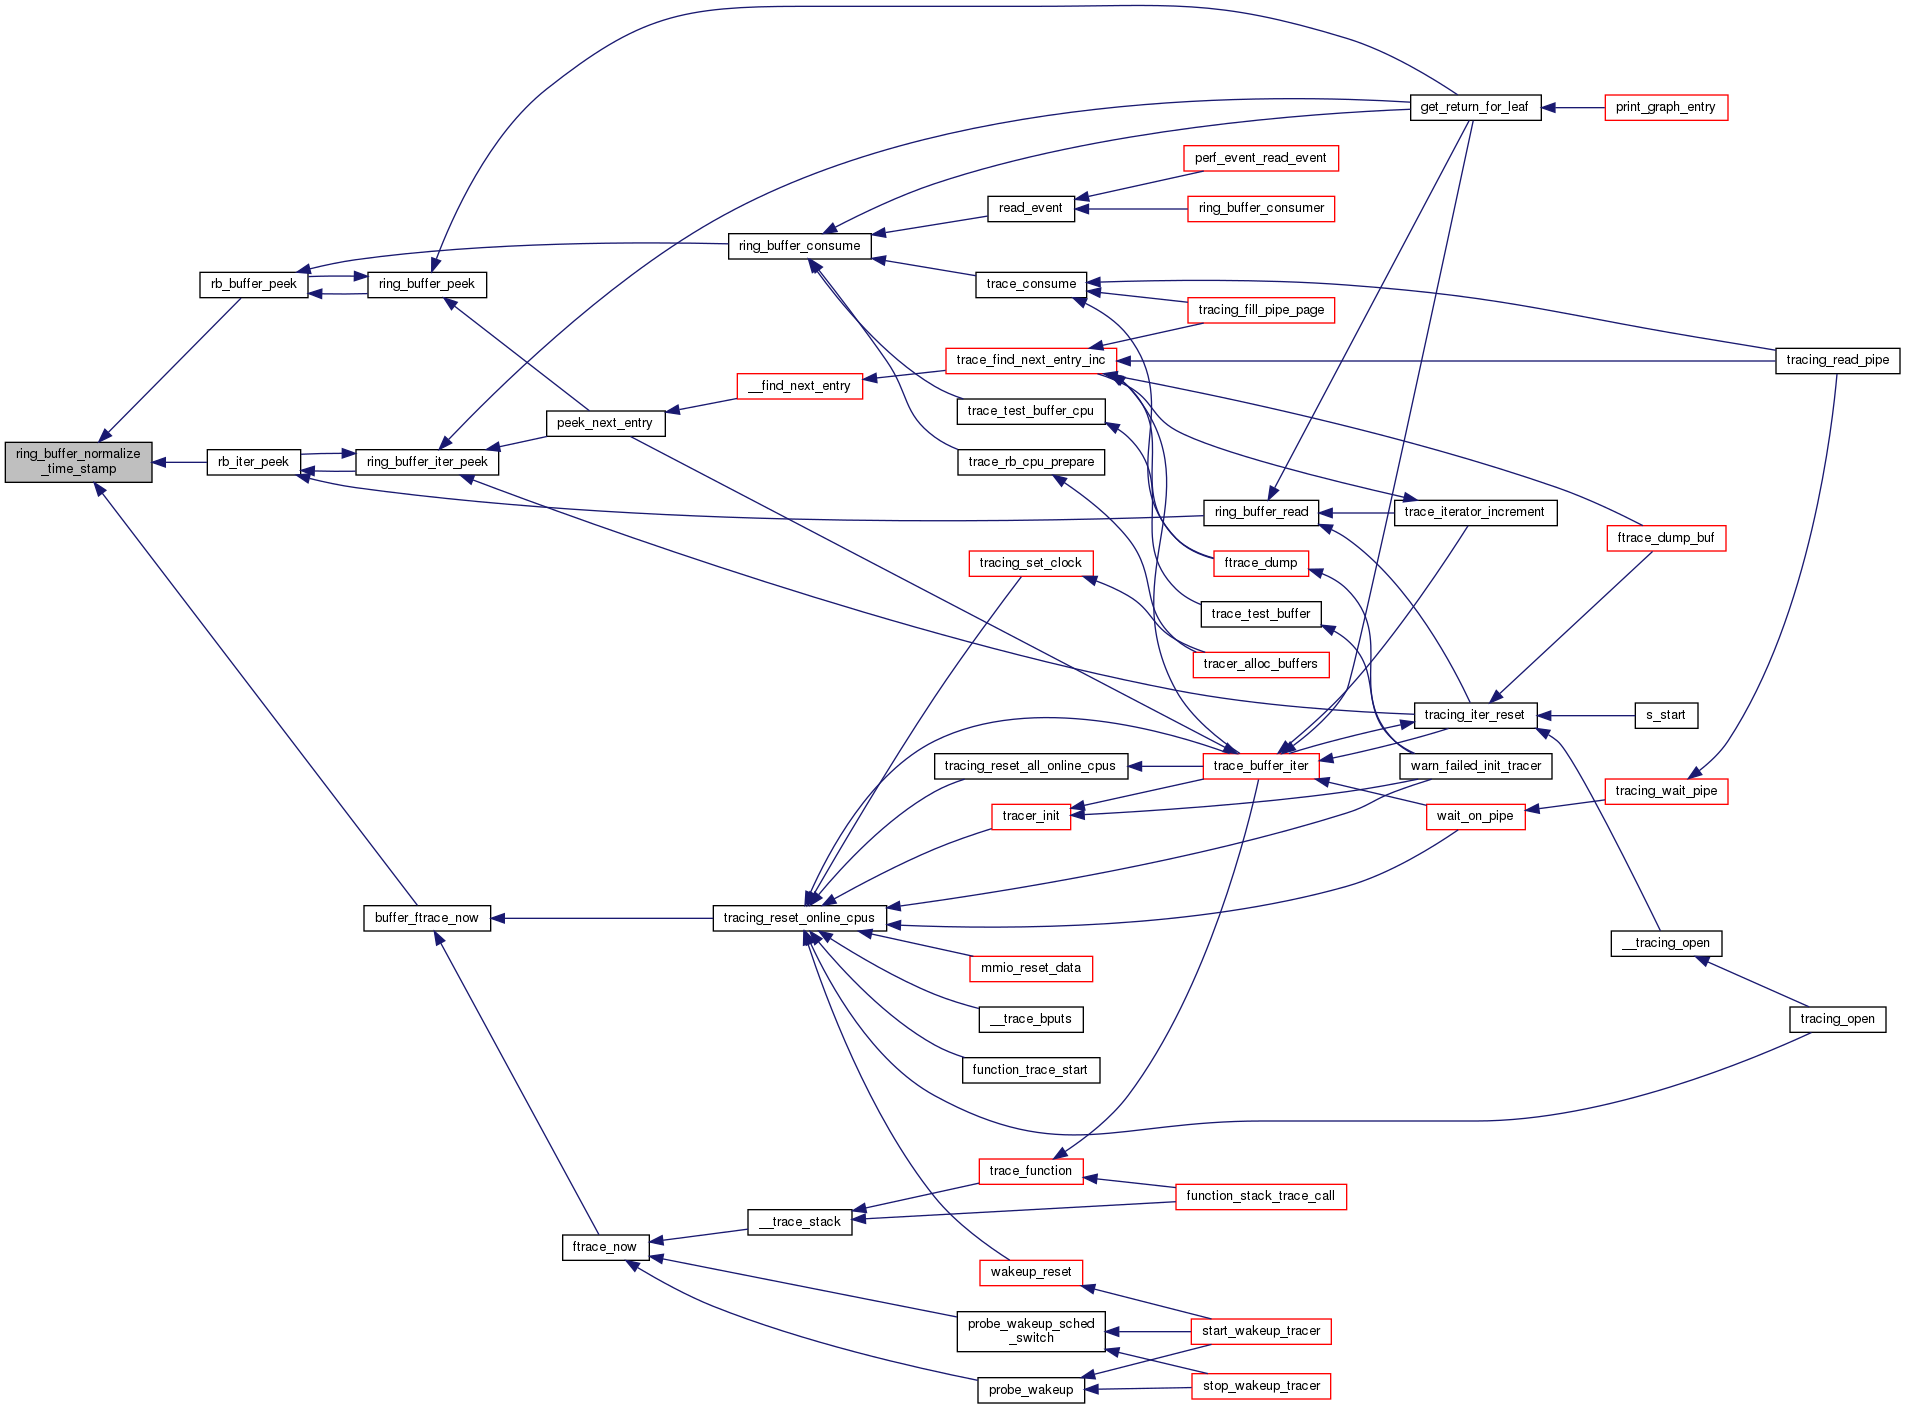 get_return_for_leaf
print_graph_entry
perf_event_read_event
read_event
ring_buffer_consumer
ring_buffer_consume
rb_buffer_peek
ring_buffer_peek
trace_consume
tracing_fill_pipe_page
trace_find_next_entry_inc
tracing_read_pipe
__find_next_entry
trace_test_buffer_cpu
peek_next_entry
ring_buffer_normalize
_time_stamp
rb_iter_peek
ring_buffer_iter_peek
trace_rb_cpu_prepare
ring_buffer_read
trace_iterator_increment
ftrace_dump_buf
tracing_set_clock
ftrace_dump
trace_test_buffer
tracer_alloc_buffers
tracing_iter_reset
s_start
tracing_reset_all_online_cpus
trace_buffer_iter
warn_failed_init_tracer
tracing_wait_pipe
tracer_init
wait_on_pipe
buffer_ftrace_now
tracing_reset_online_cpus
__tracing_open
mmio_reset_data
__trace_bputs
tracing_open
function_trace_start
trace_function
function_stack_trace_call
__trace_stack
ftrace_now
wakeup_reset
probe_wakeup_sched
_switch
start_wakeup_tracer
probe_wakeup
stop_wakeup_tracer